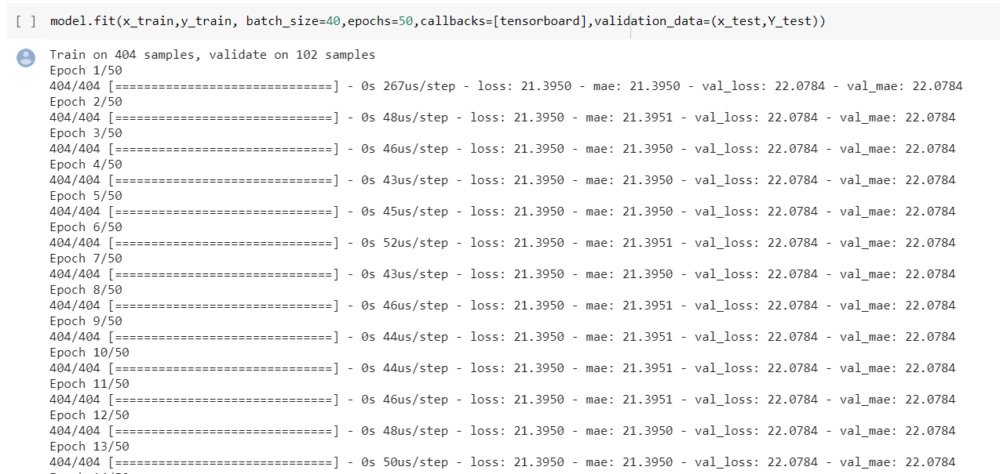 [ ] model.fit(x_train,y_train, batch_size=40,epochs=50,callbacks=[tensorboard],validation_data=(x_test,Y_test))
Train on 404 samples, validate on 102 samples
Epoch 1/50
404/404 [==============================] - 0s 267us/step - loss: 21.3950 - mae: 21.3950 - val_loss: 22.0784 - val_mae: 22.0784
Epoch 2/50
404/404 [==============================] - 0s 48us/step - loss: 21.3950 - mae: 21.3951 - val_loss: 22.0784 - val_mae: 22.0784
Epoch 3/50
404/404 [==============================] - 0s 46us/step - loss: 21.3950 - mae: 21.3950 - val_loss: 22.0784 - val_mae: 22.0784
Epoch 4/50
404/404 [==============================] - 0s 43us/step - loss: 21.3950 - mae: 21.3950 - val_loss: 22.0784 - val_mae: 22.0784
Epoch 5/50
404/404 [==============================] - 0s 45us/step - loss: 21.3950 - mae: 21.3950 - val_loss: 22.0784 - val_mae: 22.0784
Epoch 6/50
404/404 [==============================] - 0s 52us/step - loss: 21.3950 - mae: 21.3951 - val_loss: 22.0784 - val_mae: 22.0784
Epoch 7/50
404/404 [==============================] - 0s 43us/step - loss: 21.3950 - mae: 21.3950 - val_loss: 22.0784 - val_mae: 22.0784
Epoch 8/50
404/404 [==============================] - 0s 46us/step - loss: 21.3950 - mae: 21.3951 - val_loss: 22.0784 - val_mae: 22.0784
Epoch 9/50
404/404 [==============================] - 0s 44us/step - loss: 21.3950 - mae: 21.3951 - val_loss: 22.0784 - val_mae: 22.0784
Epoch 10/50
404/404 [==============================] - 0s 44us/step - loss: 21.3950 - mae: 21.3951 - val_loss: 22.0784 - val_mae: 22.0784
Epoch 11/50
404/404 [==============================] - 0s 46us/step - loss: 21.3950 - mae: 21.3951 - val_loss: 22.0784 - val_mae: 22.0784
Epoch 12/50
404/404 [==============================] - 0s 48us/step - loss: 21.3950 - mae: 21.3950 - val_loss: 22.0784 - val_mae: 22.0784
Epoch 13/50
404/404 [==============================] - 0s 50us/step - loss: 21.3950 - mae: 21.3950 - val_loss: 22.0784 - val_mae: 22.0784